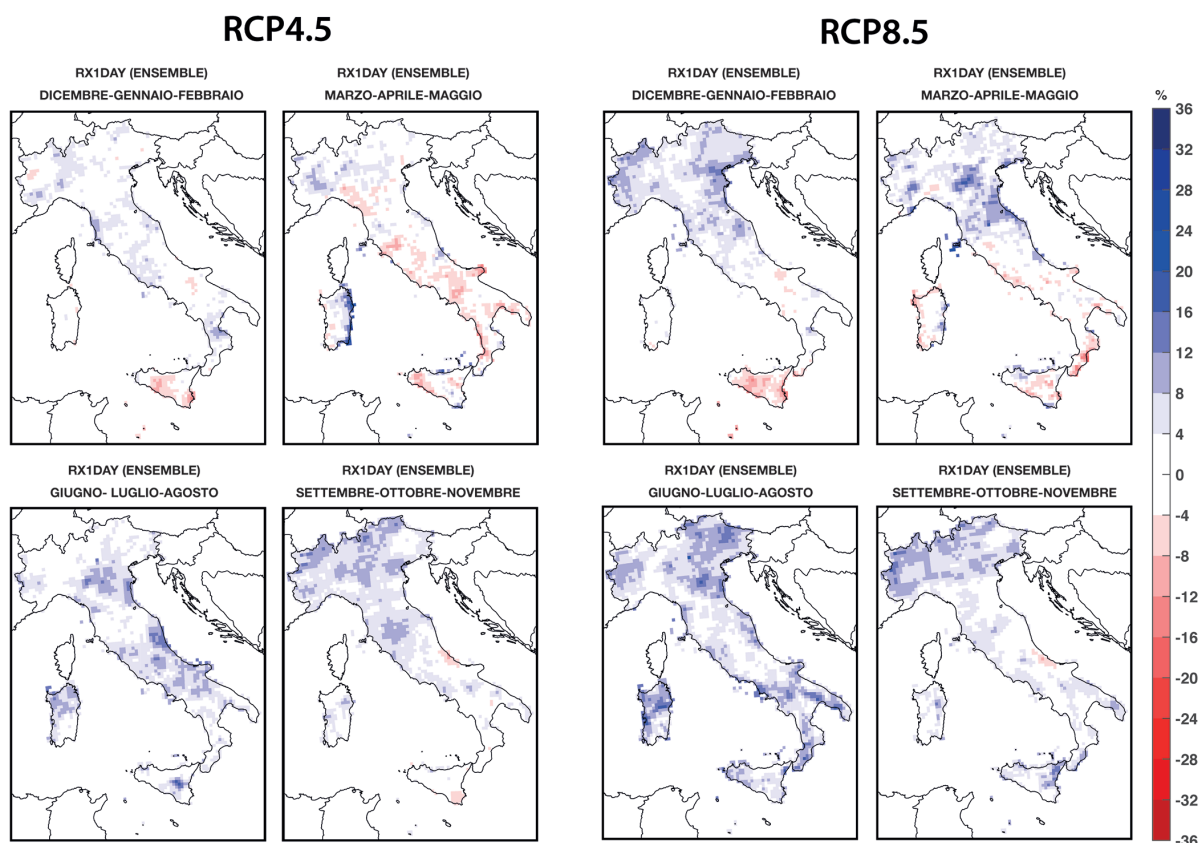 RCP4.5
RCP8.5
RX1DAY (ENSEMBLE)
DICEMBRE-GENNAIO-FEBBRAIO
RX1DAY (ENSEMBLE)
MARZO-APRILE-MAGGIO
RX1DAY (ENSEMBLE)
DICEMBRE-GENNAIO-FEBBRAIO
RX1DAY (ENSEMBLE)
MARZO-APRILE-MAGGIO
RX1DAY (ENSEMBLE)
GIUGNO- LUGLIO-AGOSTO
RX1DAY (ENSEMBLE)
SETTEMBRE-OTTOBRE-NOVEMBRE
RX1DAY (ENSEMBLE)
GIUGNO-LUGLIO-AGOSTO
RX1DAY (ENSEMBLE)
SETTEMBRE-OTTOBRE-NOVEMBRE
%
36
32
28
24
20
16
12
8
4
0
-4
-8
-12
-16
-20
-24
-28
-32
-36